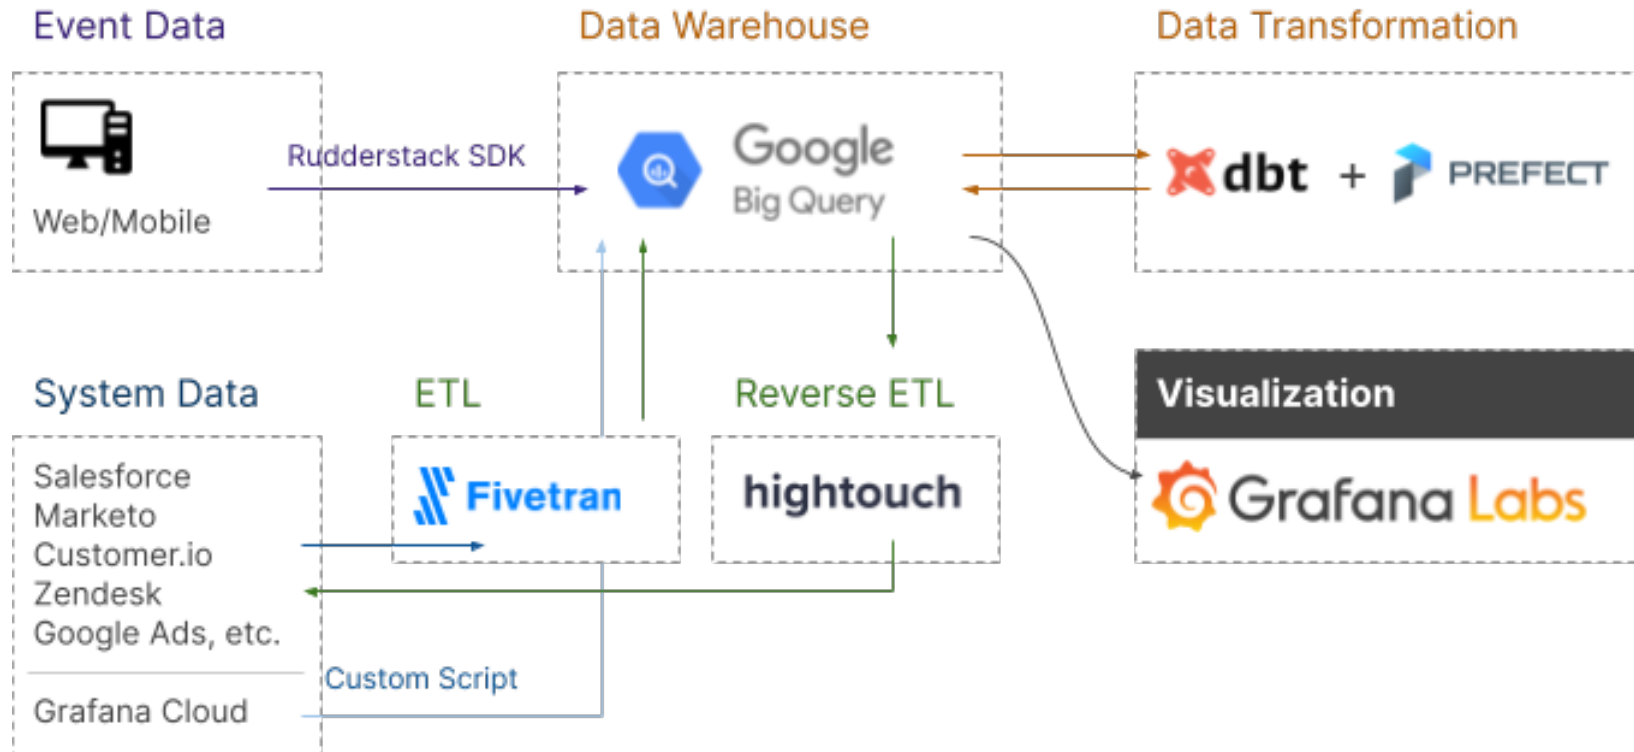 Event Data
Data Warehouse
Data Transformation
Rudderstack SDK
Web/Mobile
Google
Big Query
dbt + PREFECT
System Data
ETL
Reverse ETL
Visualization
Salesforce
Marketo
Customer.io
Zendesk
Google Ads, etc.
Grafana Cloud
Custom Script
Fivetran
hightouch
Grafana Labs